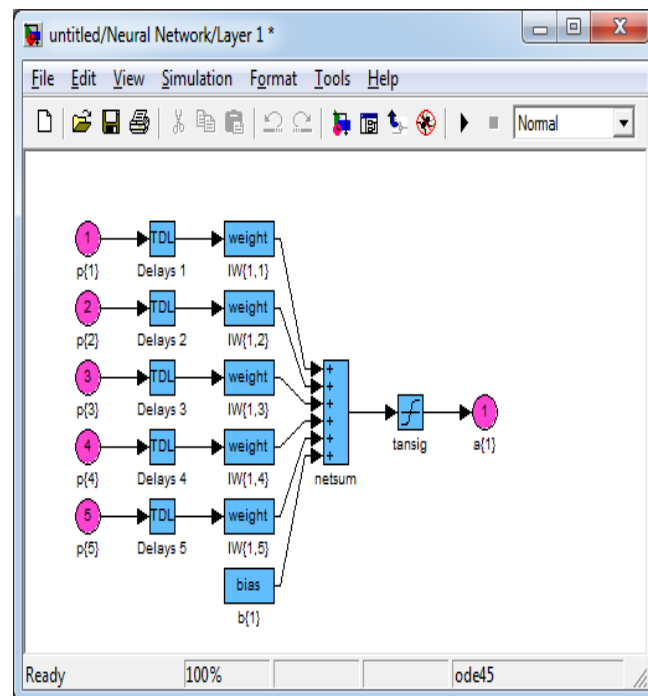 untitled/Neural Network/Layer 1 *
File Edit View Simulation Format Tools Help
Normal
1 TDL weight
p{1} Delays 1 IW{1,1}
2 TDL weight
p{2} Delays 2 IW{1,2}
3 TDL weight
p{3} Delays 3 IW{1,3}
4 TDL weight
p{4} Delays 4 IW{1,4}
5 TDL weight
p{5} Delays 5 IW{1,5}
bias
b{1}
+
+
+
+
+
+
netsum
tansig
1
a{1}
Ready 100% ode45